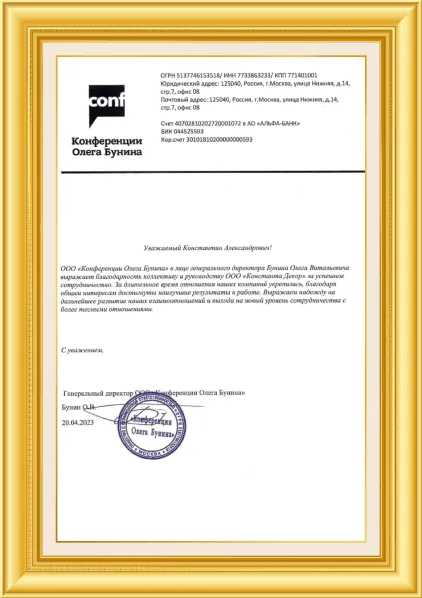 conf
Конференции
Олега Бунина
ОГРН 5137746153518/ ИНН 7733863233/ КПП 771401001
Юридический адрес: 125040, Россия, г.Москва, улица Нижняя, д.14,
стр.7, офис 08
Почтовый адрес: 125040, Россия, г.Москва, улица Нижняя, д.14,
стр.7, офис 08
Счет 40702810202720001072 в АО «АЛЬФА-БАНК»
БИК 044525593
Кор.счет 30101810200000000593
Уважаемый Константин Александрович!
ООО «Конференции Олега Бунина» в лице генерального директора Бунина Олега Витальевича
выражает благодарность коллективу и руководству ООО «Константа Декор» за успешное
сотрудничество. За длительное время отношения наших компаний укрепились, благодаря
общим интересам достигнуты наилучшие результаты в работе. Выражаем надежду на
дальнейшее развитие наших взаимоотношений и выхода на новый уровень сотрудничества с
более тесными отношениями.
С уважением,
Генеральный директор ООО «Конференции Олега Бунина»
Бунин О.В.
20.04.2023
«Конференции
Олега Бунина»
МОСКВА